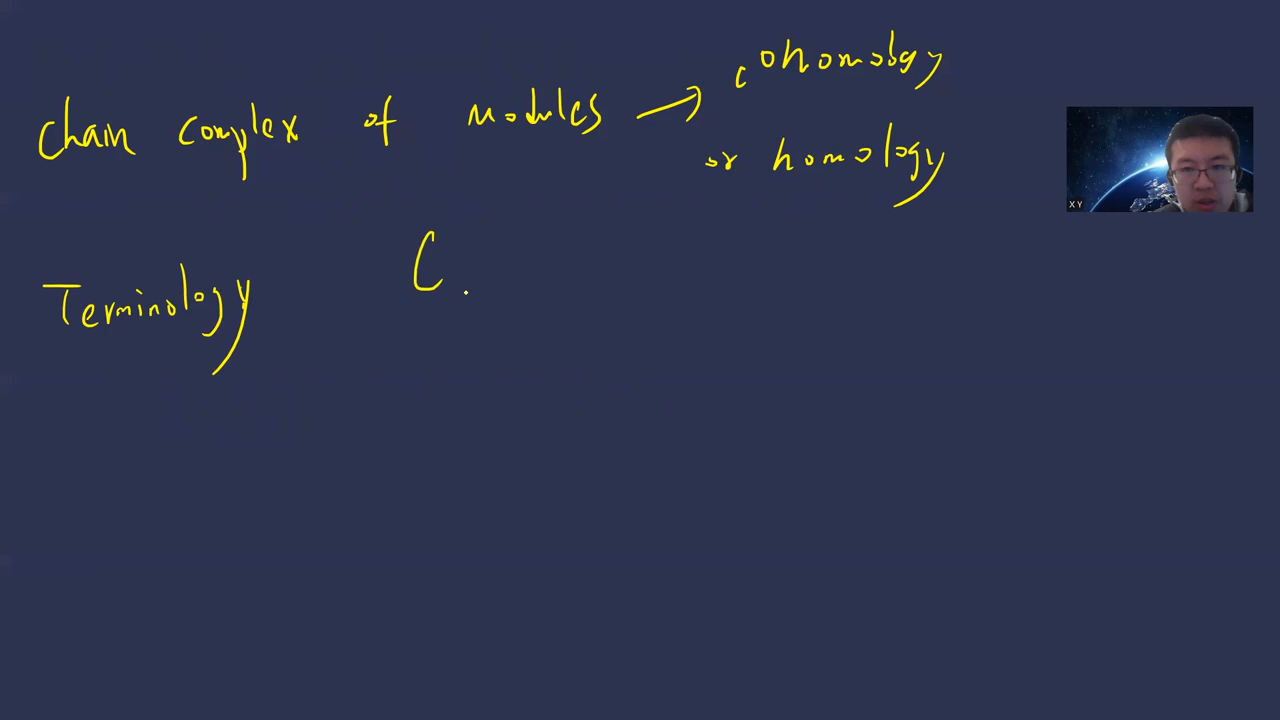 chain complex of modules → cohomology
or homology
X Y
Terminology C.